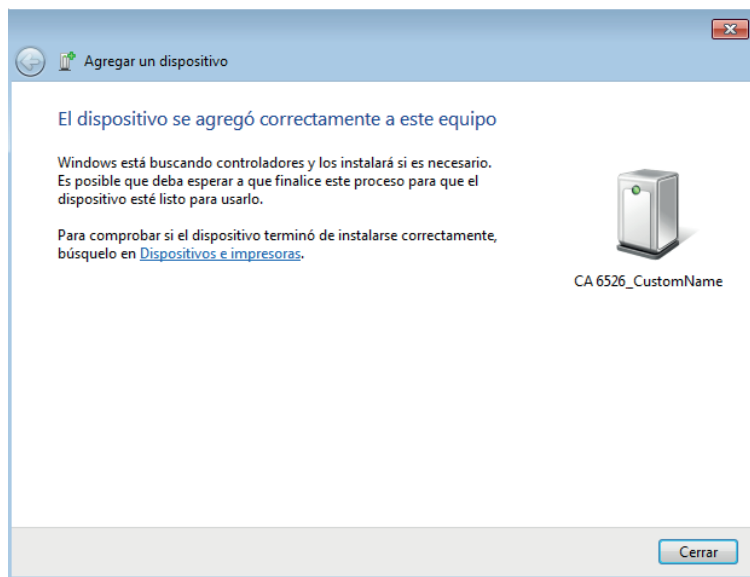 Agregar un dispositivo
El dispositivo se agregó correctamente a este equipo
Windows está buscando controladores y los instalará si es necesario.
Es posible que deba esperar a que finalice este proceso para que el
dispositivo esté listo para usarlo.
Para comprobar si el dispositivo terminó de instalarse correctamente,
búsquelo en Dispositivos e impresoras.
CA 6526_CustomName
Cerrar